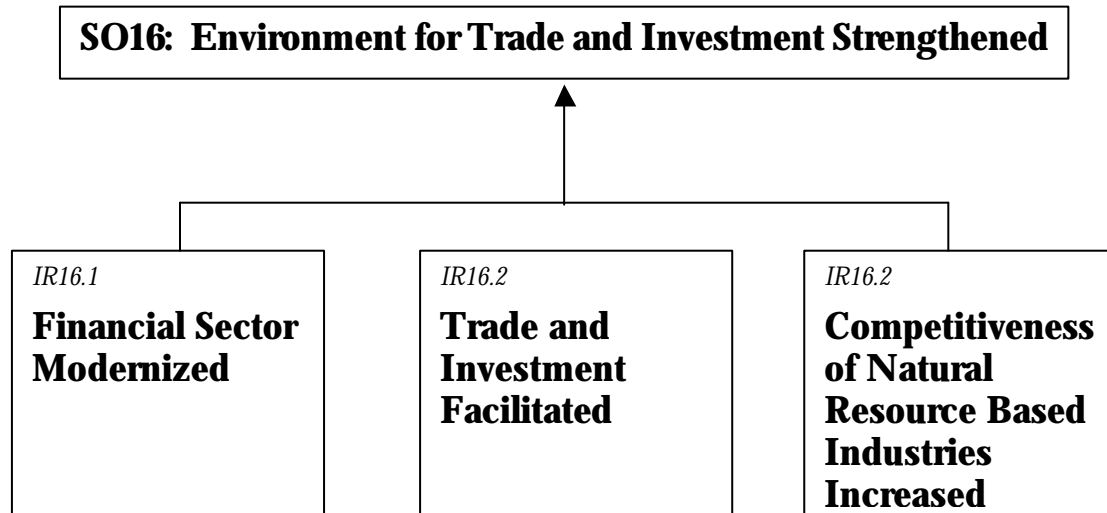 SO16: Environment for Trade and Investment Strengthened
IR16.1
Financial Sector
Modernized
IR16.2
Trade and
Investment
Facilitated
IR16.2
Competitiveness
of Natural
Resource Based
Industries
Increased